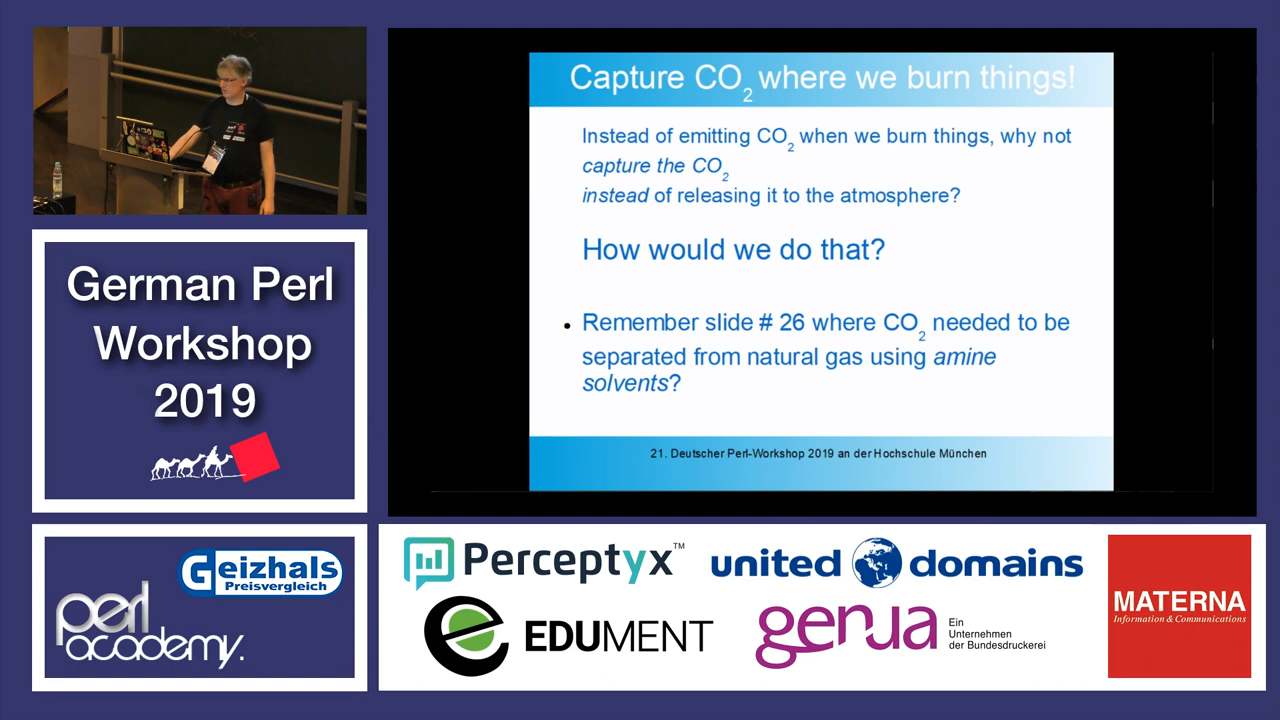 Capture CO2 where we burn things!
Instead of emitting CO2 when we burn things, why not
capture the CO2
instead of releasing it to the atmosphere?
How would we do that?
• Remember slide # 26 where CO2 needed to be
separated from natural gas using amine
solvents?
21. Deutscher Perl-Workshop 2019 an der Hochschule München
German Perl
Workshop
2019
Geizhals
Preisvergleich
perl
academy.
Perceptyx™
united domains
EDUMENT
genua
Ein
Unternehmen
der Bundesdruckerei
MATERNA
Information & Communications